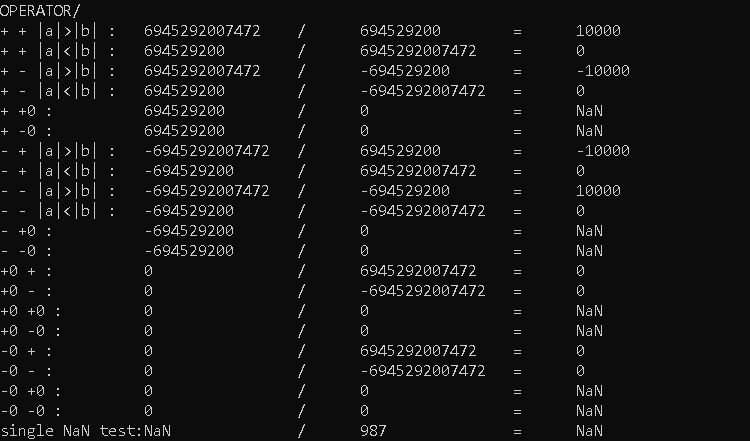 OPERATOR/
+ + |a|>|b| : 6945292007472 / 694529200 = 10000
+ + |a|<|b| : 694529200 / 6945292007472 = 0
+ - |a|>|b| : 6945292007472 / -694529200 = -10000
+ - |a|<|b| : 694529200 / -6945292007472 = 0
+ +0 : 694529200 / 0 = NaN
+ -0 : 694529200 / 0 = NaN
- + |a|>|b| : -6945292007472 / 694529200 = -10000
- + |a|<|b| : -694529200 / 6945292007472 = 0
- - |a|>|b| : -6945292007472 / -694529200 = 10000
- - |a|<|b| : -694529200 / -6945292007472 = 0
- +0 : -694529200 / 0 = NaN
- -0 : -694529200 / 0 = NaN
+0 + : 0 / 6945292007472 = 0
+0 - : 0 / -6945292007472 = 0
+0 +0 : 0 / 0 = NaN
+0 -0 : 0 / 0 = NaN
-0 + : 0 / 6945292007472 = 0
-0 - : 0 / -6945292007472 = 0
-0 +0 : 0 / 0 = NaN
-0 -0 : 0 / 0 = NaN
single NaN test:NaN / 987 = NaN